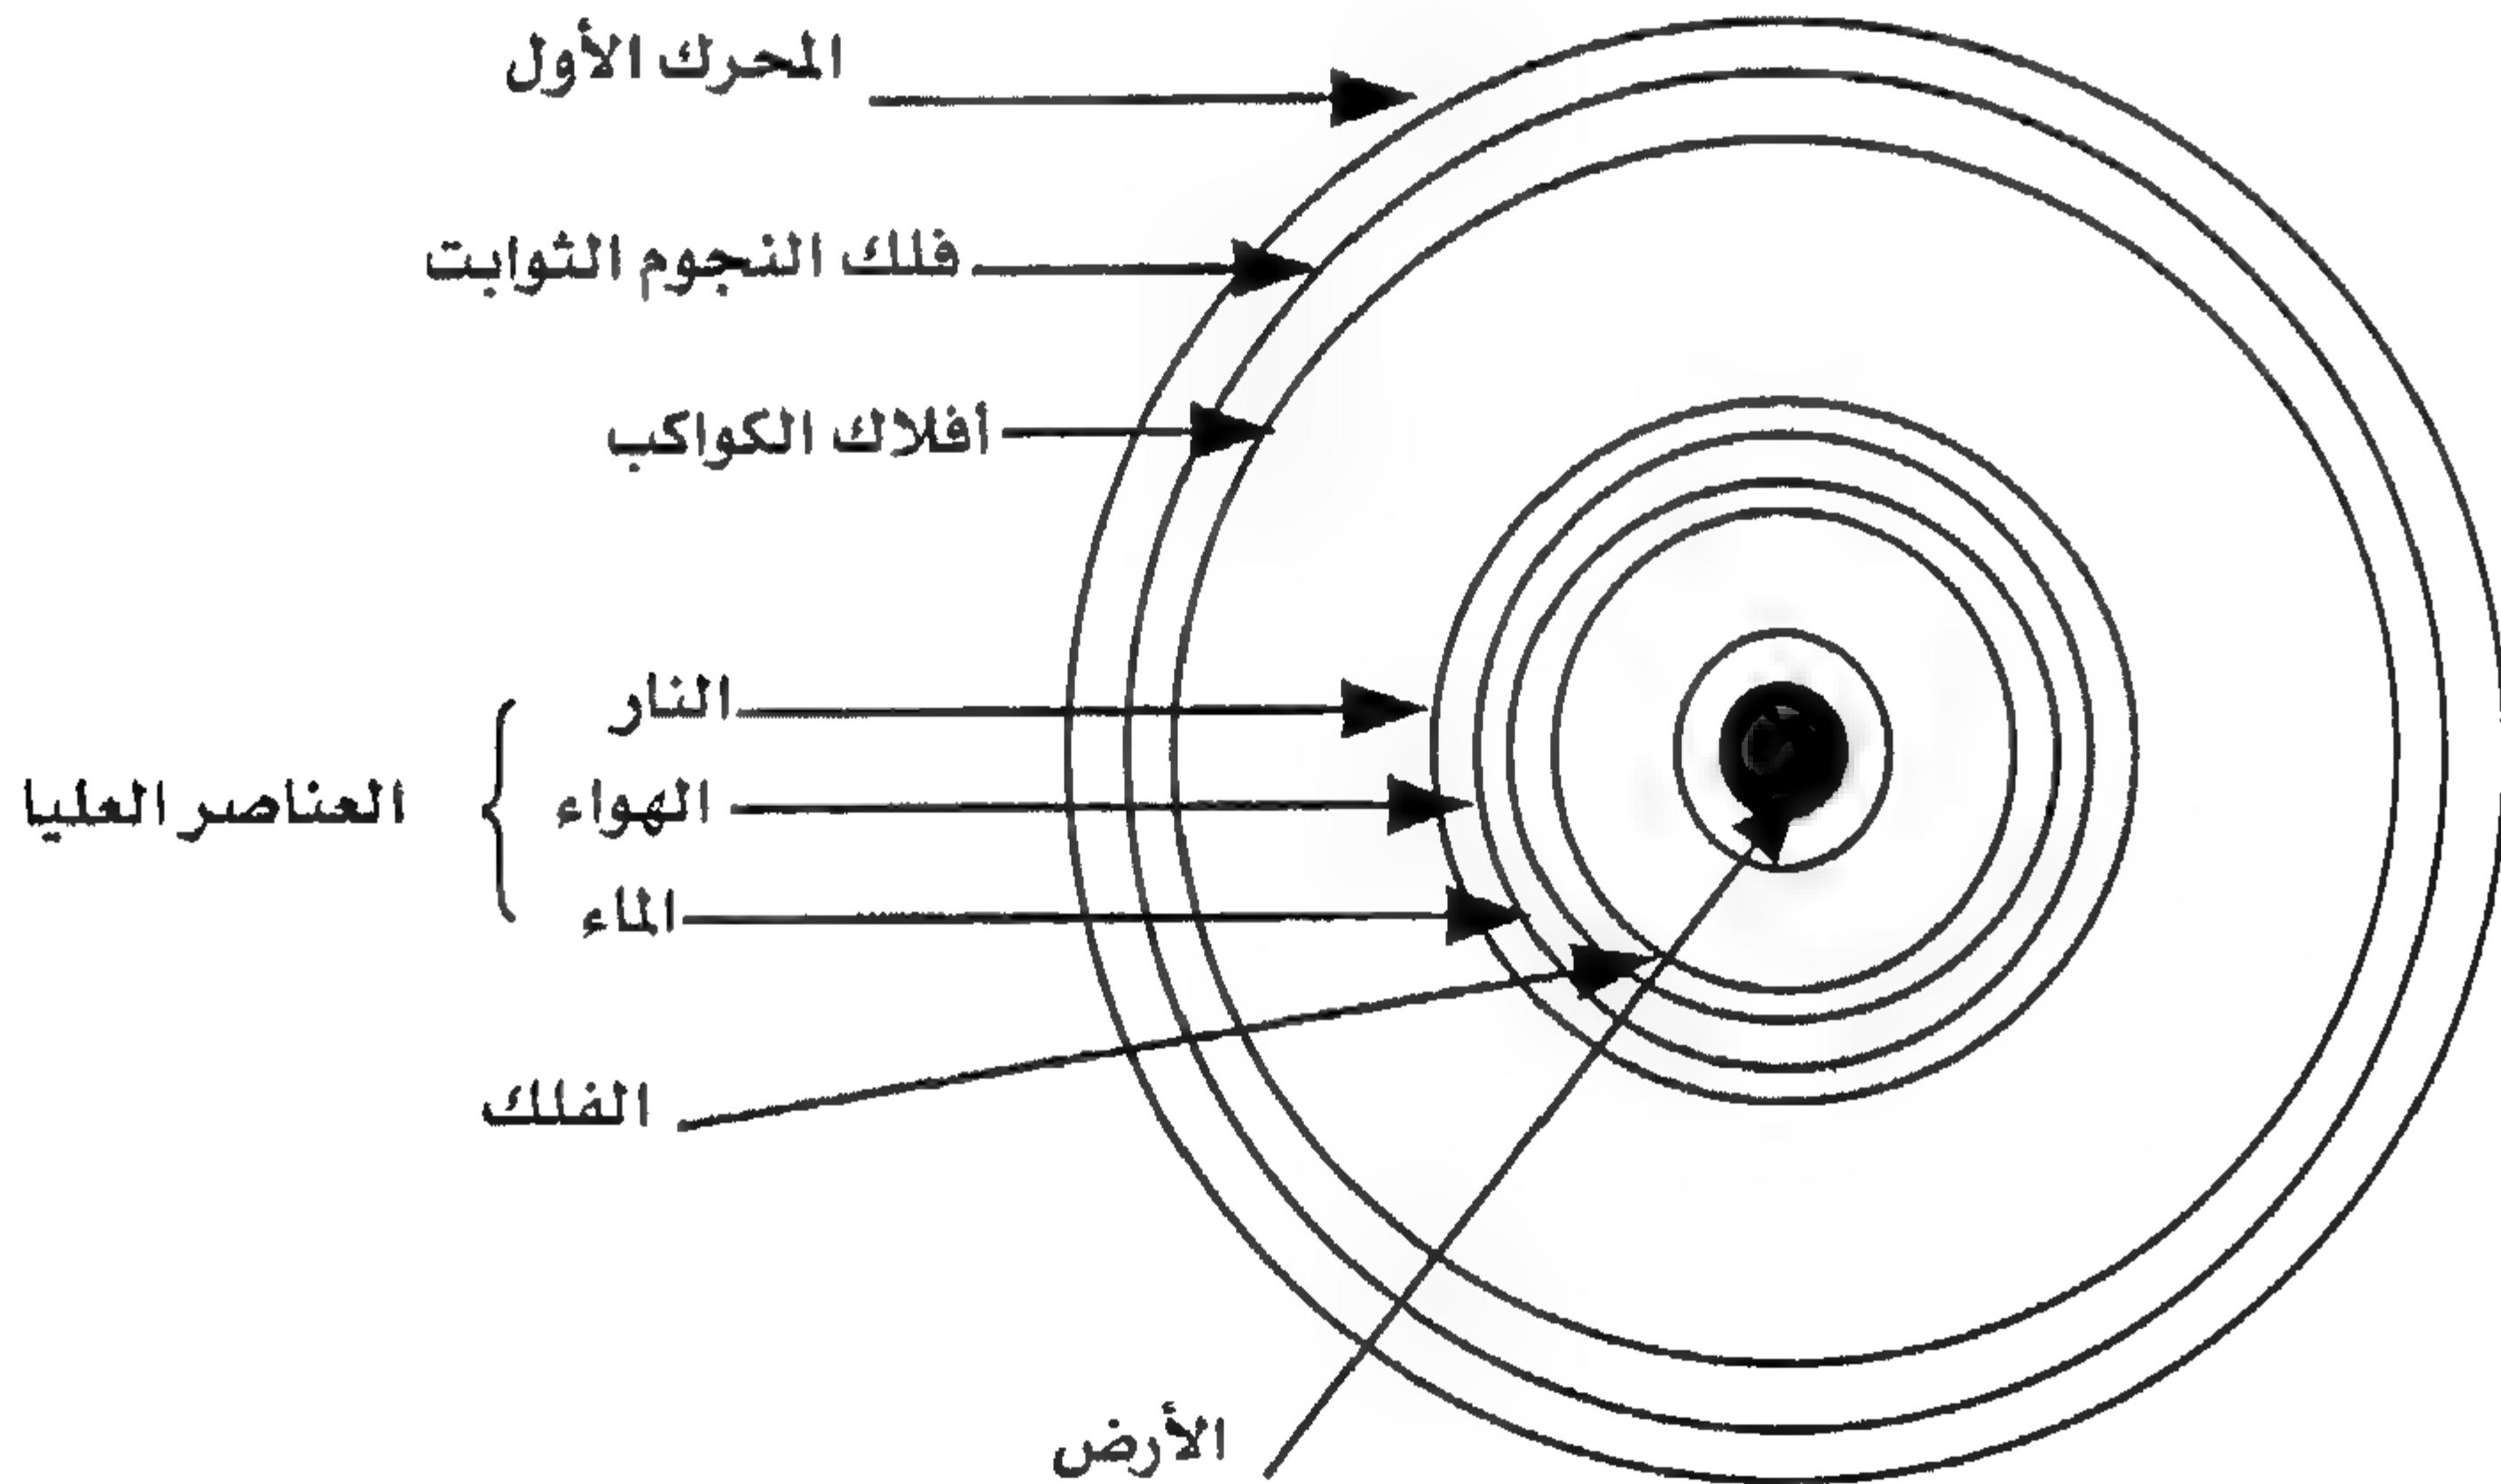 المحرك الأول
فلك النجوم الثوابت
أفلاك الكواكب
النار
الهواء
العناصر العليا
الماء
الفلك
الأرض